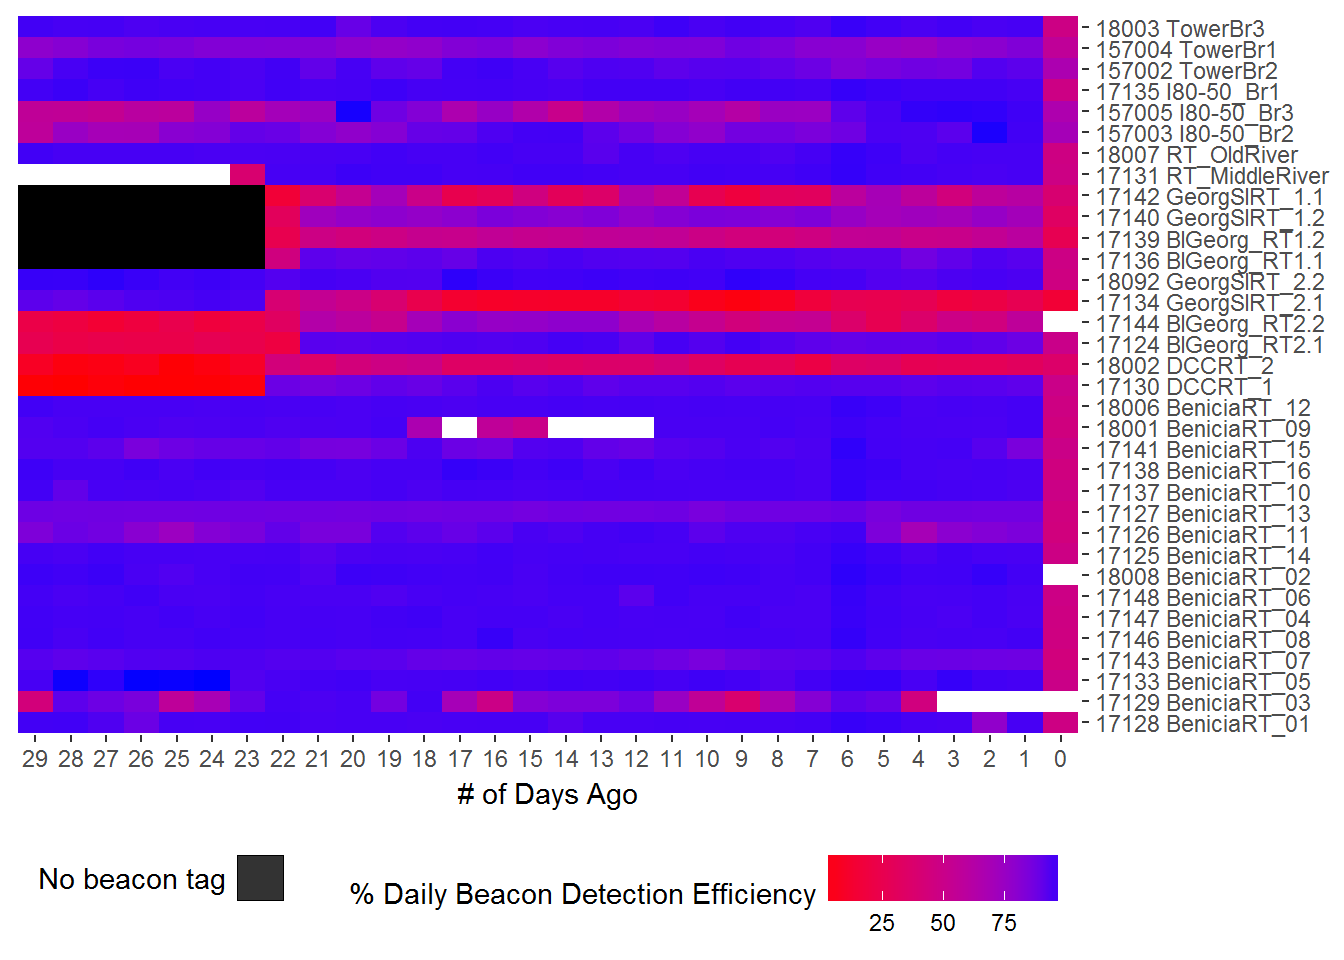 18003 TowerBr3
157004 TowerBr1
157002 TowerBr2
17135 I80-50_Br1
157005 I80-50_Br3
157003 I80-50_Br2
18007 RT_OldRiver
17131 RT_MiddleRiver
17142 GeorgSlRT_1.1
17140 GeorgSlRT_1.2
17139 BlGeorg_RT1.2
17136 BlGeorg_RT1.1
18092 GeorgSlRT_2.2
17134 GeorgSlRT_2.1
17144 BlGeorg_RT2.2
17124 BlGeorg_RT2.1
18002 DCCRT_2
17130 DCCRT_1
18006 BeniciaRT_12
18001 BeniciaRT_09
17141 BeniciaRT_15
17138 BeniciaRT_16
17137 BeniciaRT_10
17127 BeniciaRT_13
17126 BeniciaRT_11
17125 BeniciaRT_14
18008 BeniciaRT_02
17148 BeniciaRT_06
17147 BeniciaRT_04
17146 BeniciaRT_08
17143 BeniciaRT_07
17133 BeniciaRT_05
17129 BeniciaRT_03
17128 BeniciaRT_01
29 28 27 26 25 24 23 22 21 20 19 18 17 16 15 14 13 12 11 10 9 8 7 6 5 4 3 2 1 0
# of Days Ago
No beacon tag
% Daily Beacon Detection Efficiency
25 50 75